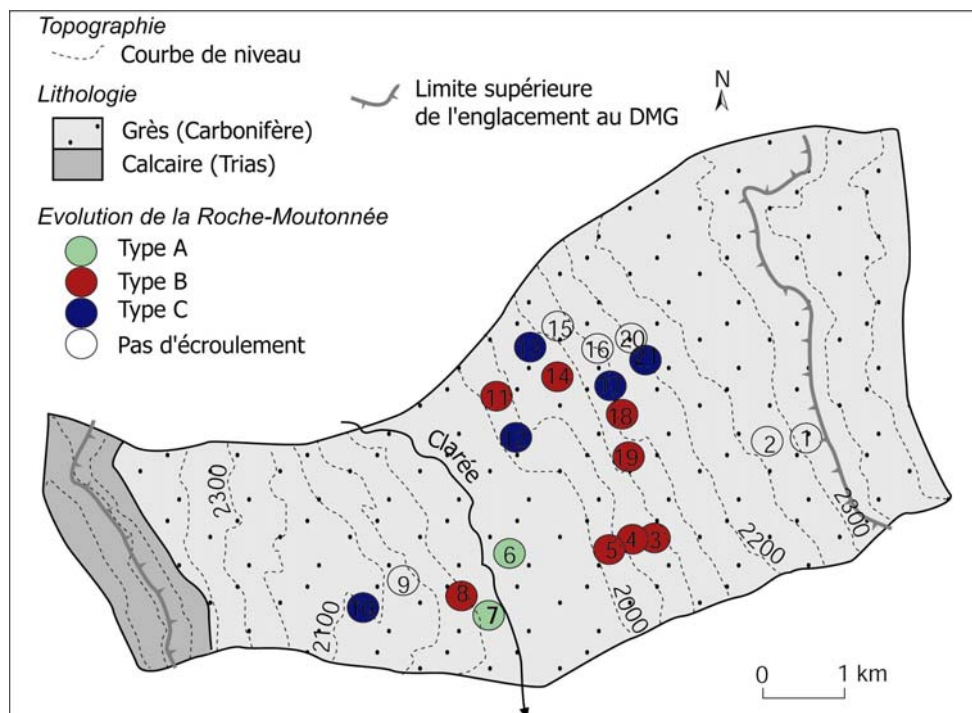 Topographie
Courbe de niveau
Lithologie
Grès (Carbonifère)
Calcaire (Trias)
Limite supérieure
de l'englacement au DMG
N
Evolution de la Roche-Moutonnée
Type A
Type B
Type C
Pas d'écroulement
15
16
20
21
14
11
18
19
2
1
Clarée
2300
2300
2200
6
5
4
3
9
8
7
10
2100
2000
0 1 km